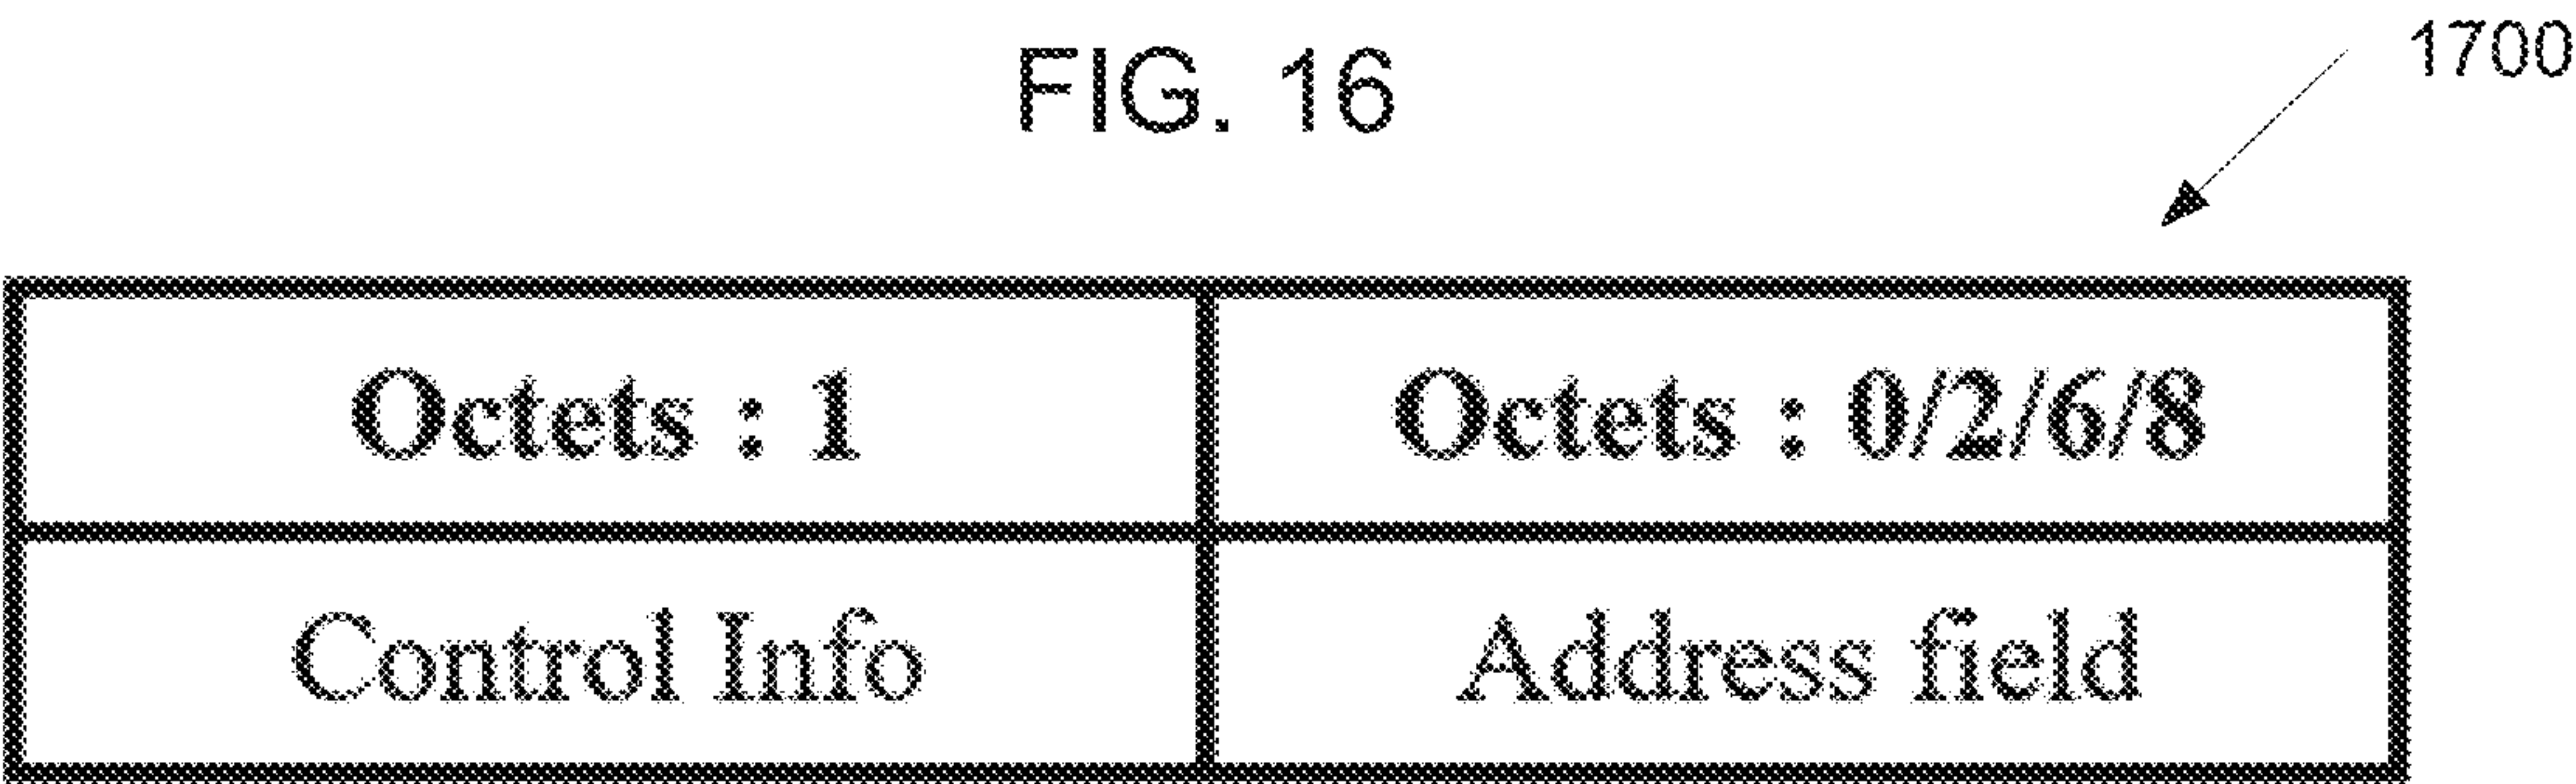 FIG. 16
1700
Octets : 1
Octets : 0/2/6/8
Control Info
Address field